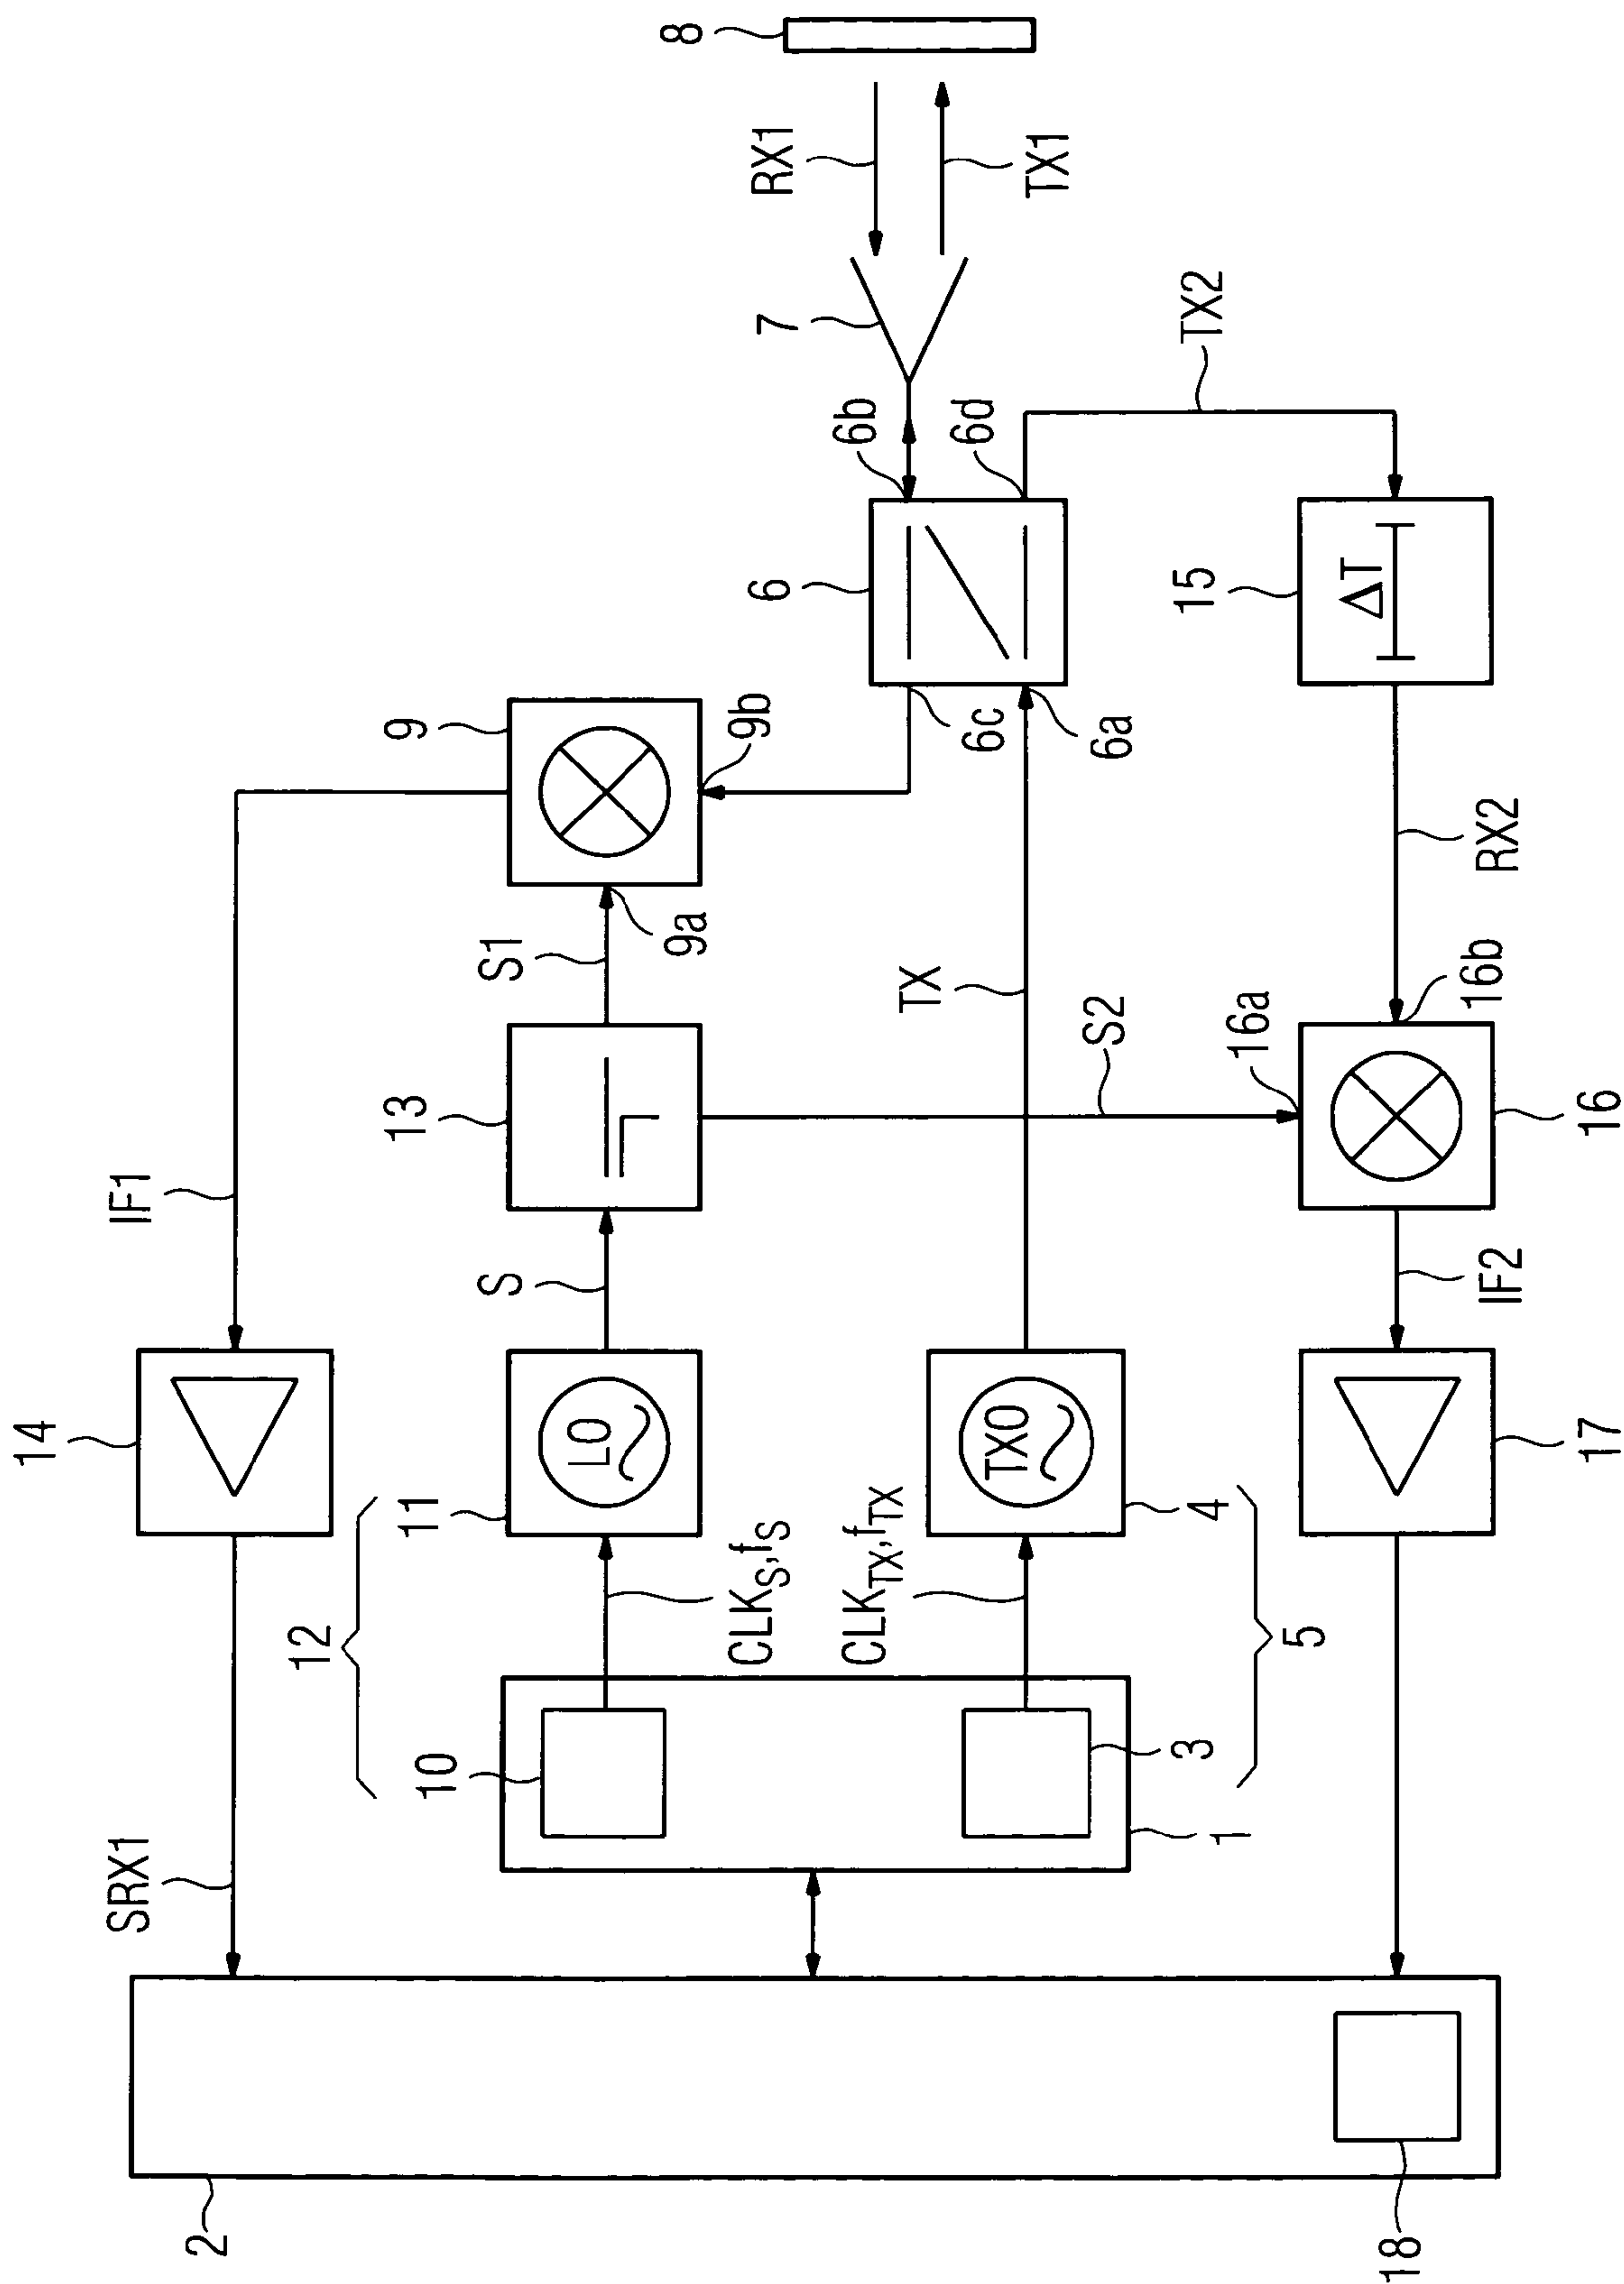 8
RX1
TX1
7
TX2
6b
6d
6
15
ΔT
9
9b
6c
6a
RX2
S1
9a
TX
S2
16a
16b
13
16
IF1
S
IF2
14
11
LO
TXO
4
17
12
CLKS,fS
CLKTX,fTX
5
10
3
1
SRX1
2
18